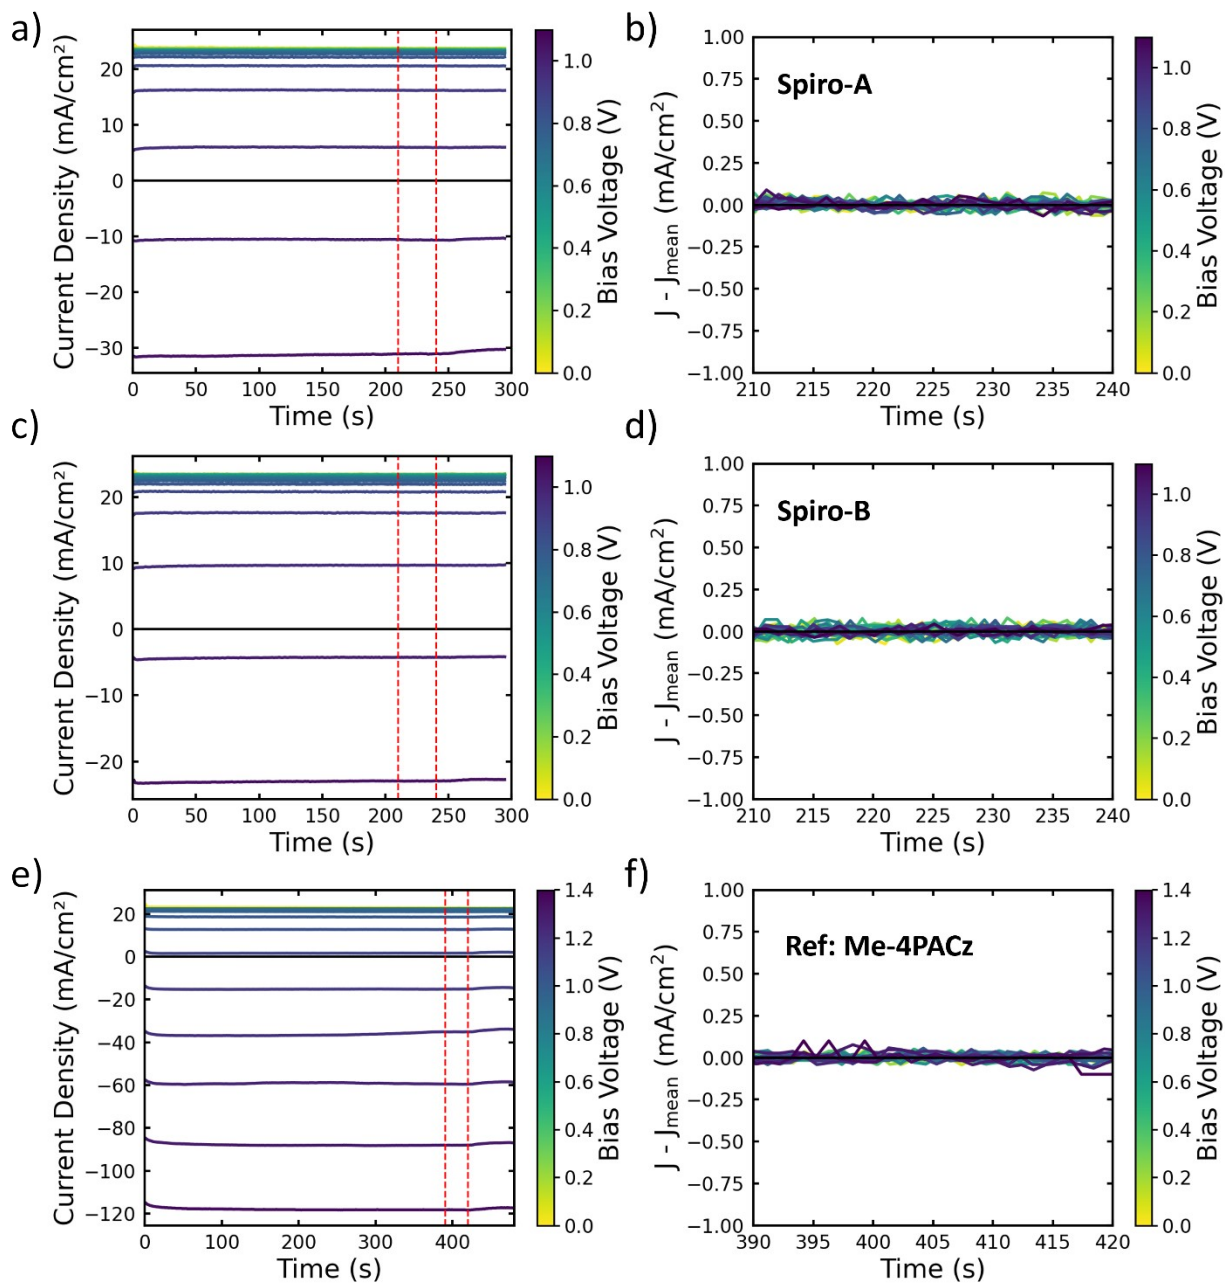 a)
Current Density (mA/cm²)
20
10
0
−10
−20
−30
0 50 100 150 200 250 300
Time (s)
Bias Voltage (V)
1.0
0.8
0.6
0.4
0.2
0.0
b)
Spiro-A
J - Jmean (mA/cm²)
1.00
0.75
0.50
0.25
0.00
−0.25
−0.50
−0.75
−1.00
210 215 220 225 230 235 240
Time (s)
Bias Voltage (V)
1.0
0.8
0.6
0.4
0.2
0.0
c)
Current Density (mA/cm²)
20
10
0
−10
−20
0 50 100 150 200 250 300
Time (s)
Bias Voltage (V)
1.0
0.8
0.6
0.4
0.2
0.0
d)
Spiro-B
J - Jmean (mA/cm²)
1.00
0.75
0.50
0.25
0.00
−0.25
−0.50
−0.75
−1.00
210 215 220 225 230 235 240
Time (s)
Bias Voltage (V)
1.0
0.8
0.6
0.4
0.2
0.0
e)
Current Density (mA/cm²)
20
0
−20
−40
−60
−80
−100
−120
0 100 200 300 400
Time (s)
Bias Voltage (V)
1.4
1.2
1.0
0.8
0.6
0.4
0.2
0.0
f)
Ref: Me-4PACz
J - Jmean (mA/cm²)
1.00
0.75
0.50
0.25
0.00
−0.25
−0.50
−0.75
−1.00
390 395 400 405 410 415 420
Time (s)
Bias Voltage (V)
1.4
1.2
1.0
0.8
0.6
0.4
0.2
0.0